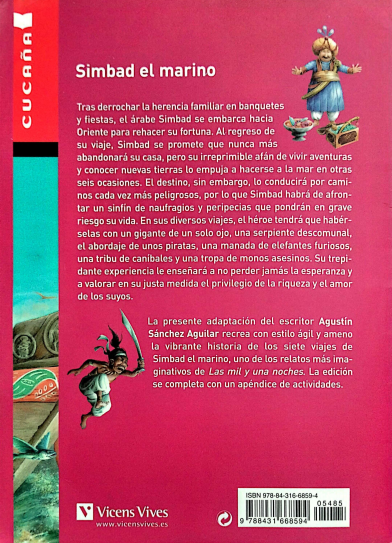 CUCAÑA
Simbad el marino
Tras derrochar la herencia familiar en banquetes
y fiestas, el árabe Simbad se embarca hacia
Oriente para rehacer su fortuna. Al regreso de
su viaje, Simbad se promete que nunca más
abandonará su casa, pero su irreprimible afán de vivir aventuras
y conocer nuevas tierras lo empuja a hacerse a la mar en otras
seis ocasiones. El destino, sin embargo, lo conducirá por cami-
nos cada vez más peligrosos, por lo que Simbad habrá de afron-
tar un sinfín de naufragios y peripecias que pondrán en grave
riesgo su vida. En sus diversos viajes, el héroe tendrá que habér-
selas con un gigante de un solo ojo, una serpiente descomunal,
el abordaje de unos piratas, una manada de elefantes furiosos,
una tribu de caníbales y una tropa de monos asesinos. Su trepi-
dante experiencia le enseñará a no perder jamás la esperanza y
a valorar en su justa medida el privilegio de la riqueza y el amor
de los suyos.
La presente adaptación del escritor Agustín
Sánchez Aguilar recrea con estilo ágil y ameno
la vibrante historia de los siete viajes de
Simbad el marino, uno de los relatos más ima-
ginativos de Las mil y una noches. La edición
se completa con un apéndice de actividades.
Vicens Vives
www.vicensvives.es
ISBN 978-84-316-6859-4
05485
9 788431 668594